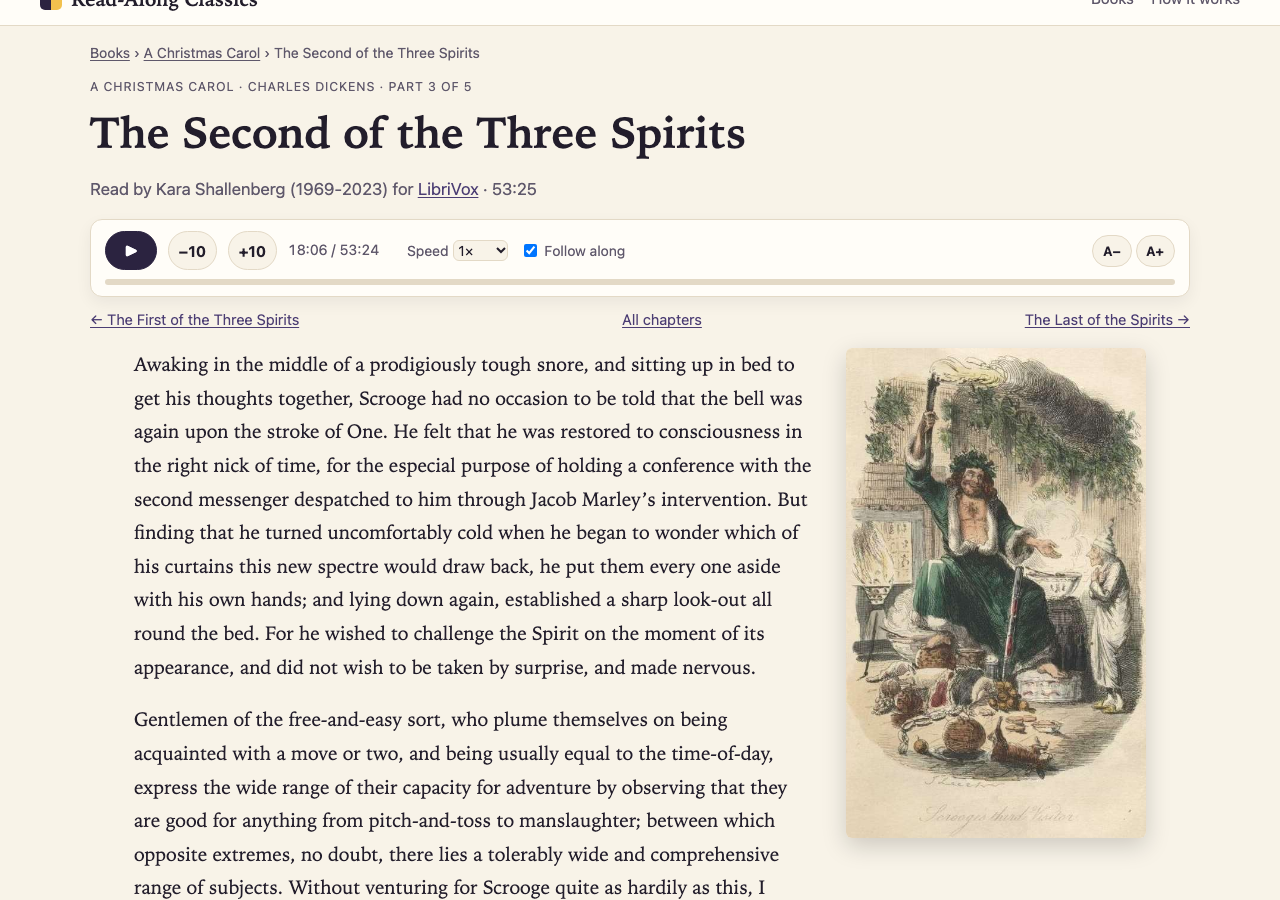 Read-Along Classics
Books How it works
Books › A Christmas Carol › The Second of the Three Spirits
A CHRISTMAS CAROL · CHARLES DICKENS · PART 3 OF 5
The Second of the Three Spirits
Read by Kara Shallenberg (1969-2023) for LibriVox · 53:25
−10 +10 18:06 / 53:24 Speed 1× Follow along A− A+
← The First of the Three Spirits All chapters The Last of the Spirits →
Awaking in the middle of a prodigiously tough snore, and sitting up in bed to
get his thoughts together, Scrooge had no occasion to be told that the bell was
again upon the stroke of One. He felt that he was restored to consciousness in
the right nick of time, for the especial purpose of holding a conference with the
second messenger despatched to him through Jacob Marley’s intervention. But
finding that he turned uncomfortably cold when he began to wonder which of
his curtains this new spectre would draw back, he put them every one aside
with his own hands; and lying down again, established a sharp look-out all
round the bed. For he wished to challenge the Spirit on the moment of its
appearance, and did not wish to be taken by surprise, and made nervous.
Gentlemen of the free-and-easy sort, who plume themselves on being
acquainted with a move or two, and being usually equal to the time-of-day,
express the wide range of their capacity for adventure by observing that they
are good for anything from pitch-and-toss to manslaughter; between which
opposite extremes, no doubt, there lies a tolerably wide and comprehensive
range of subjects. Without venturing for Scrooge quite as hardily as this, I
Scrooges third Visitor